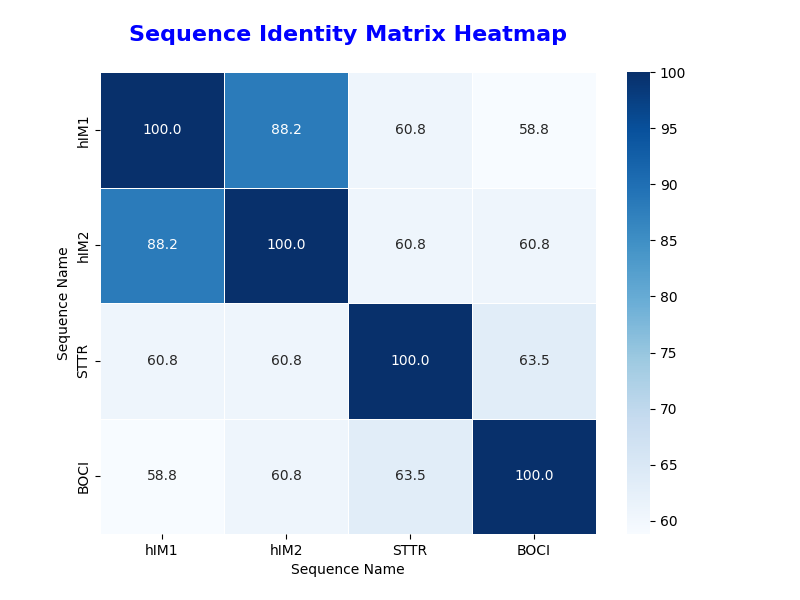 Sequence Identity Matrix Heatmap
hIM1 100.0 88.2 60.8 58.8
hIM2 88.2 100.0 60.8 60.8
STTR 60.8 60.8 100.0 63.5
BOCI 58.8 60.8 63.5 100.0
Sequence Name
hIM1 hIM2 STTR BOCI
Sequence Name
100
95
90
85
80
75
70
65
60